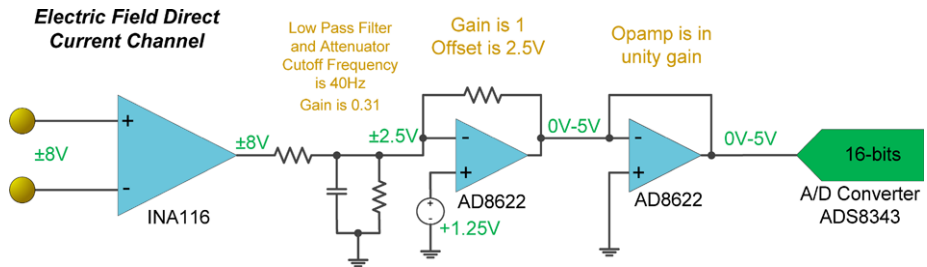 Electric Field Direct
Current Channel
Low Pass Filter
and Attenuator
Cutoff Frequency
is 40Hz
Gain is 0.31
Gain is 1
Offset is 2.5V
Opamp is in
unity gain
±8V
+
-
INA116
±8V
±2.5V
-
+
AD8622
+
-
+1.25V
0V-5V
-
+
AD8622
0V-5V
16-bits
A/D Converter
ADS8343